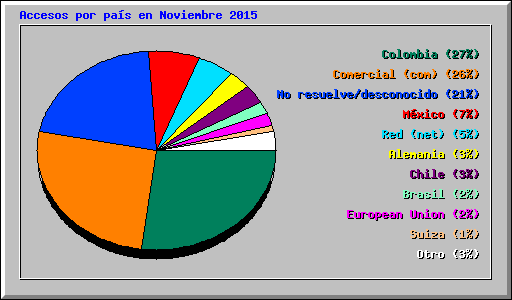 Accesos por país en Noviembre 2015
Colombia (27%)
Comercial (com) (26%)
No resuelve/desconocido (21%)
México (7%)
Red (net) (5%)
Alemania (3%)
Chile (3%)
Brasil (2%)
European Union (2%)
Suiza (1%)
Otro (3%)